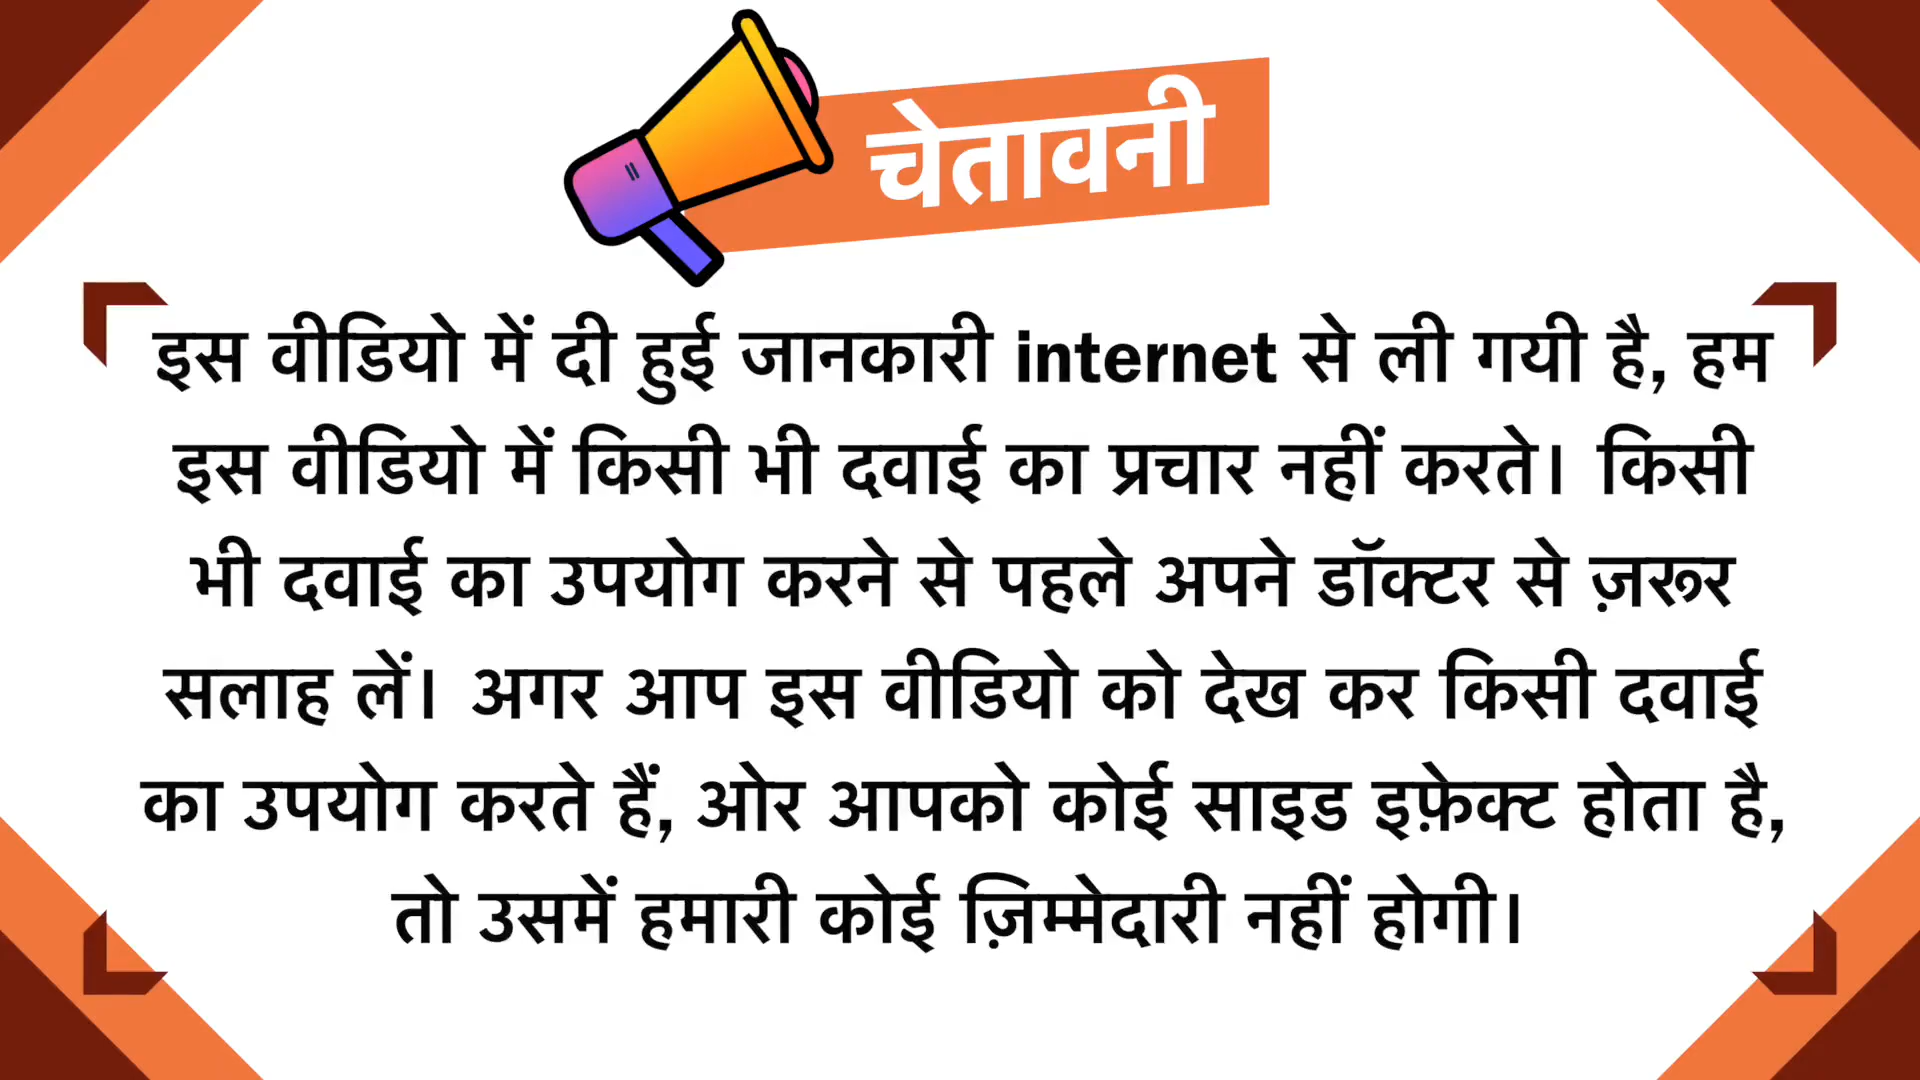 चेतावनी
इस वीडियो में दी हुई जानकारी internet से ली गयी है, हम
इस वीडियो में किसी भी दवाई का प्रचार नहीं करते। किसी
भी दवाई का उपयोग करने से पहले अपने डॉक्टर से ज़रूर
सलाह लें। अगर आप इस वीडियो को देख कर किसी दवाई
का उपयोग करते हैं, ओर आपको कोई साइड इफ़ेक्ट होता है,
तो उसमें हमारी कोई ज़िम्मेदारी नहीं होगी।